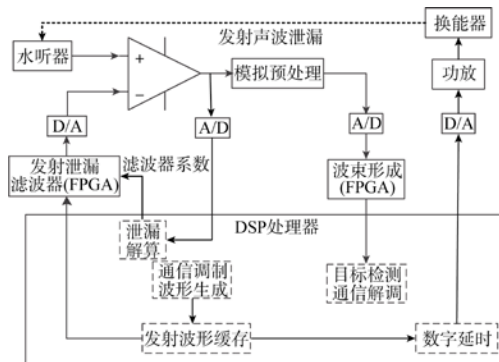 换能器
发射声波泄漏
水听器
+
−
模拟预处理
功放
D/A
A/D
A/D
D/A
发射泄漏
滤波器(FPGA)
滤波器系数
波束形成
(FPGA)
DSP处理器
泄漏
解算
通信调制
波形生成
目标检测
通信解调
发射波形缓存
数字延时